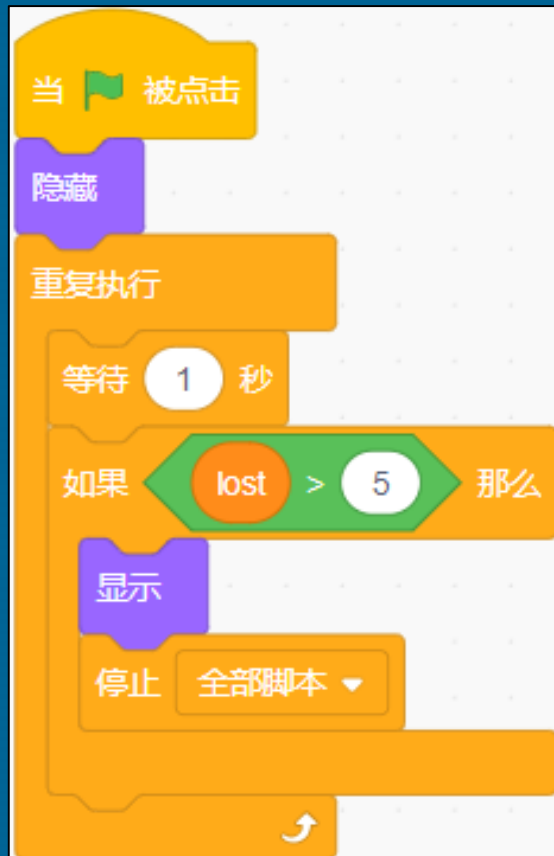 当 被点击
隐藏
重复执行
等待 1 秒
如果 lost > 5 那么
显示
停止 全部脚本